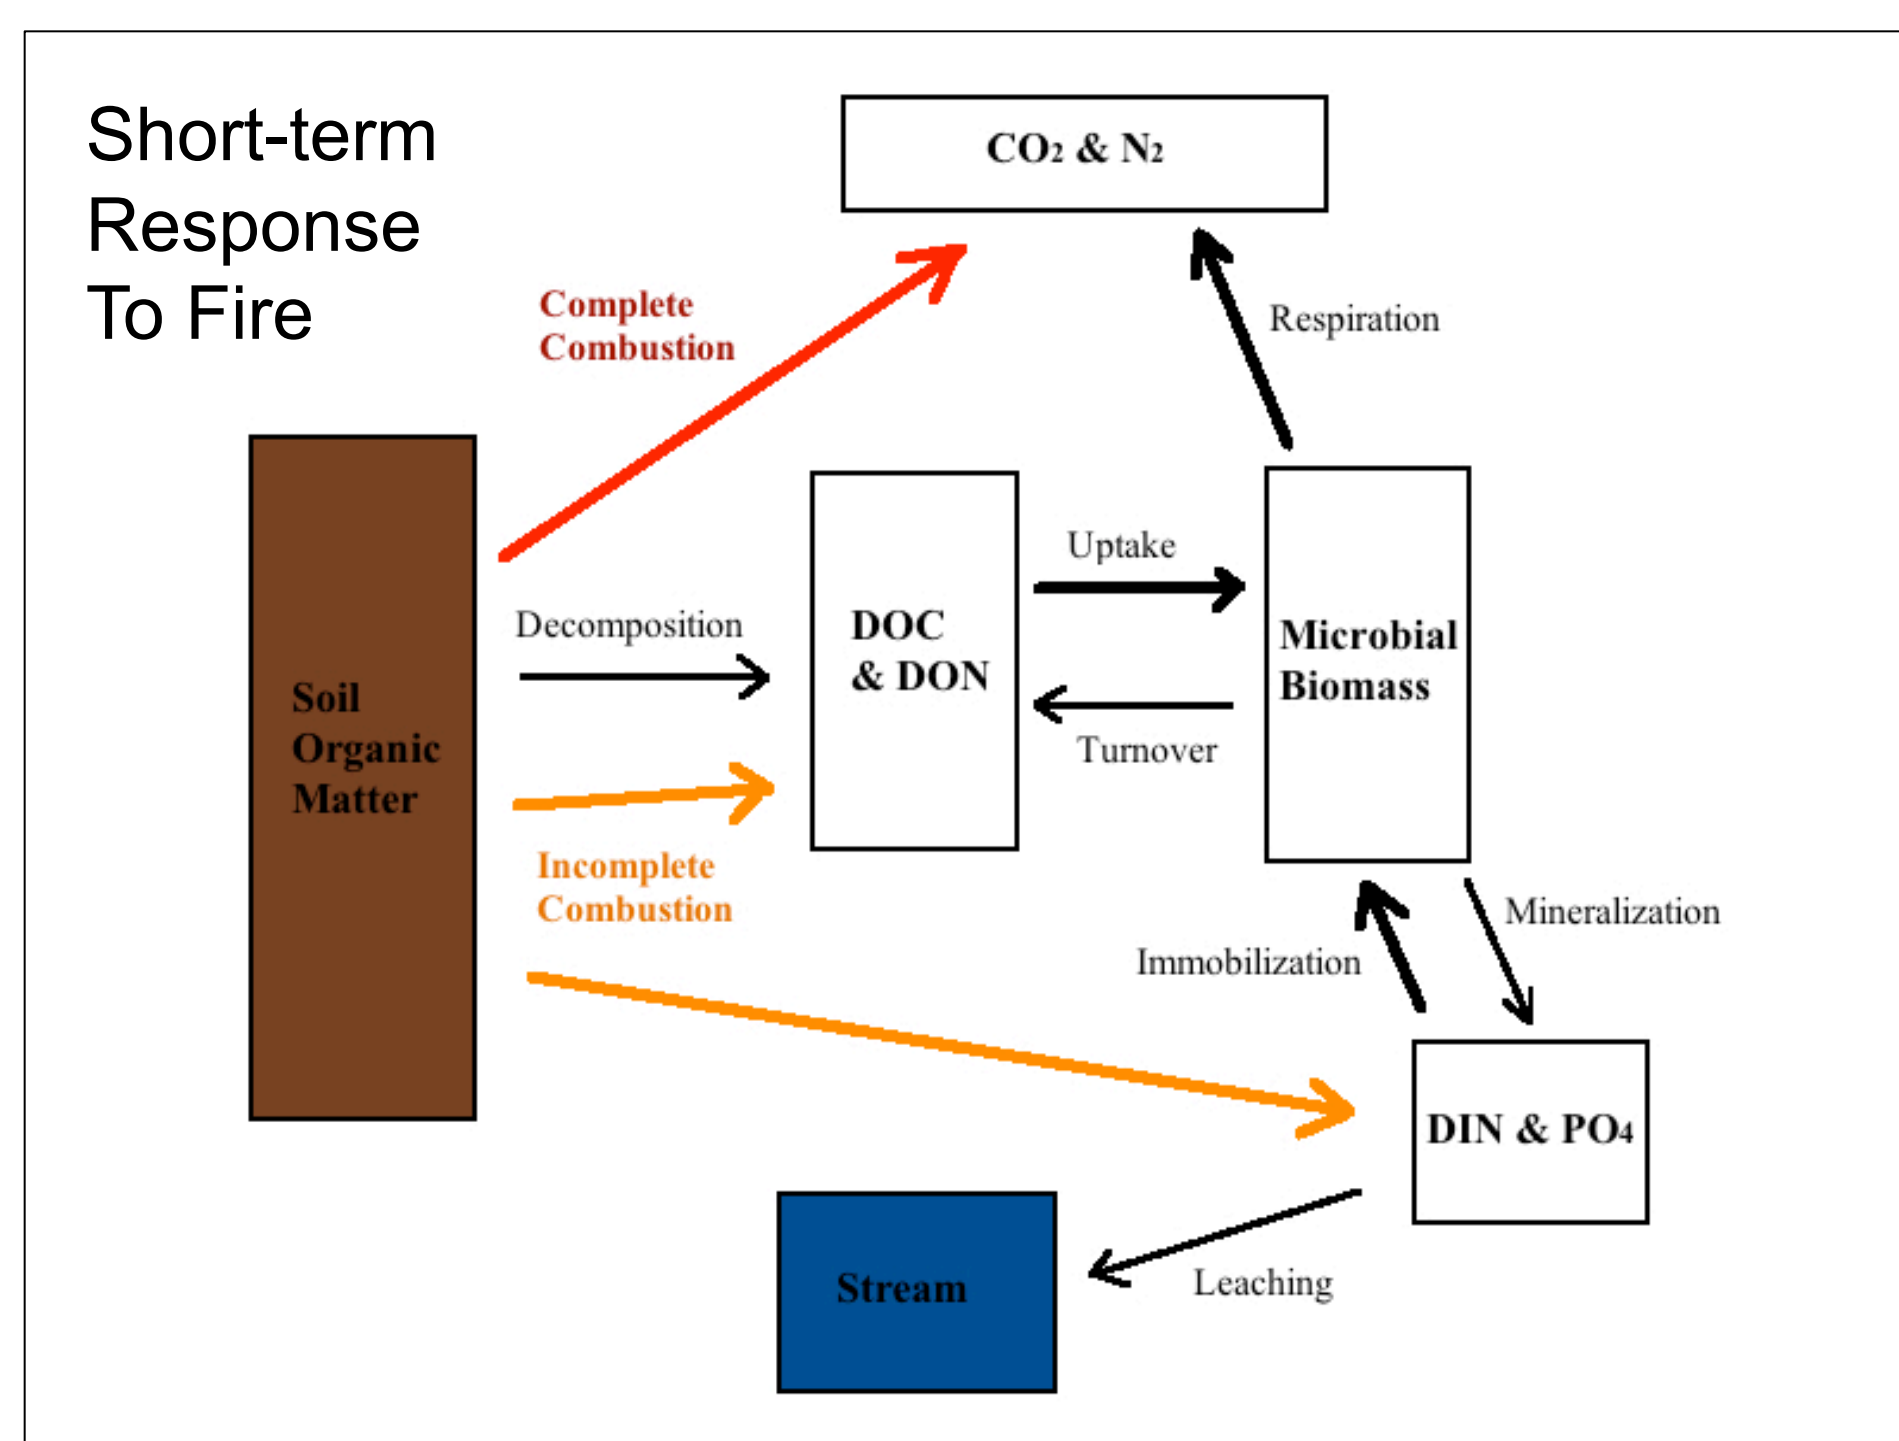 Short-term
Response
To Fire
CO₂ & N₂
Complete
Combustion
Respiration
Uptake
Decomposition
DOC
& DON
Microbial
Biomass
Soil
Organic
Matter
Turnover
Incomplete
Combustion
Mineralization
Immobilization
DIN & PO₄
Stream
Leaching